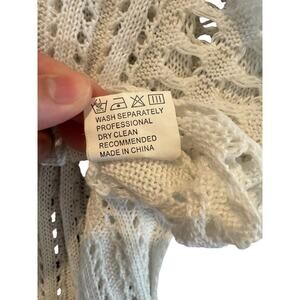 WASH SEPARATELY
PROFESSIONAL
DRY CLEAN
RECOMMENDED
MADE IN CHINA